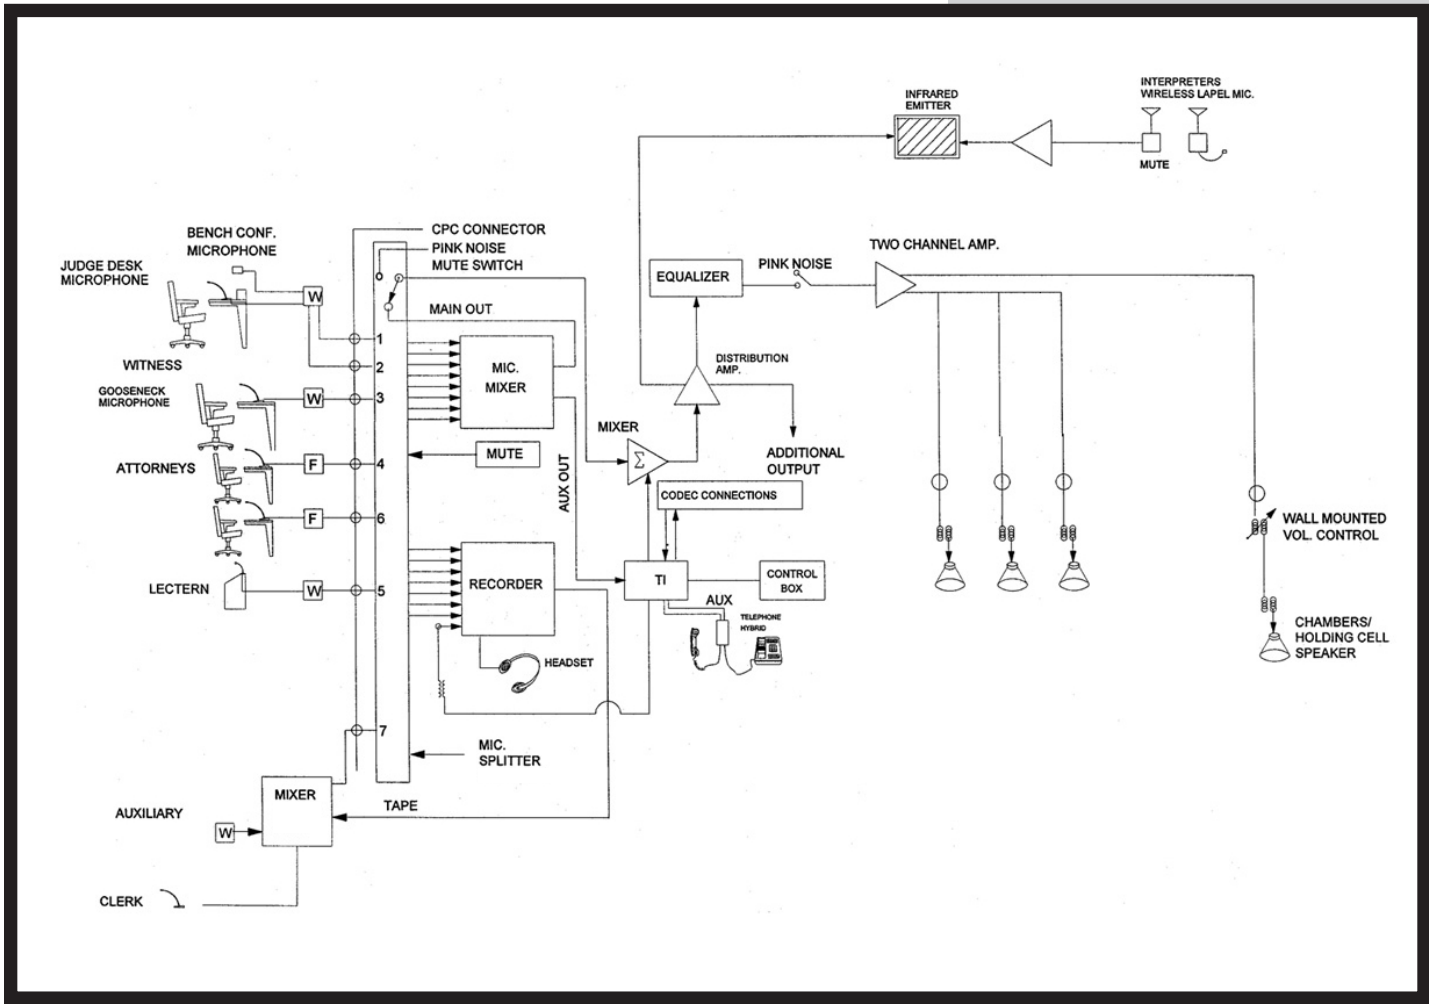 INTERPRETERS
WIRELESS LAPEL MIC.
INFRARED
EMITTER
MUTE
BENCH CONF.
MICROPHONE
CPC CONNECTOR
PINK NOISE
MUTE SWITCH
TWO CHANNEL AMP.
JUDGE DESK
MICROPHONE
EQUALIZER
PINK NOISE
W
MAIN OUT
1
WITNESS
2
MIC.
MIXER
DISTRIBUTION
AMP.
GOOSENECK
MICROPHONE
W
3
MIXER
Σ
ATTORNEYS
F
4
MUTE
ADDITIONAL
OUTPUT
AUX OUT
CODEC CONNECTIONS
F
6
WALL MOUNTED
VOL. CONTROL
LECTERN
W
5
RECORDER
TI
CONTROL
BOX
AUX
TELEPHONE
HYBRID
HEADSET
CHAMBERS/
HOLDING CELL
SPEAKER
7
MIC.
SPLITTER
MIXER
TAPE
AUXILIARY
W
CLERK